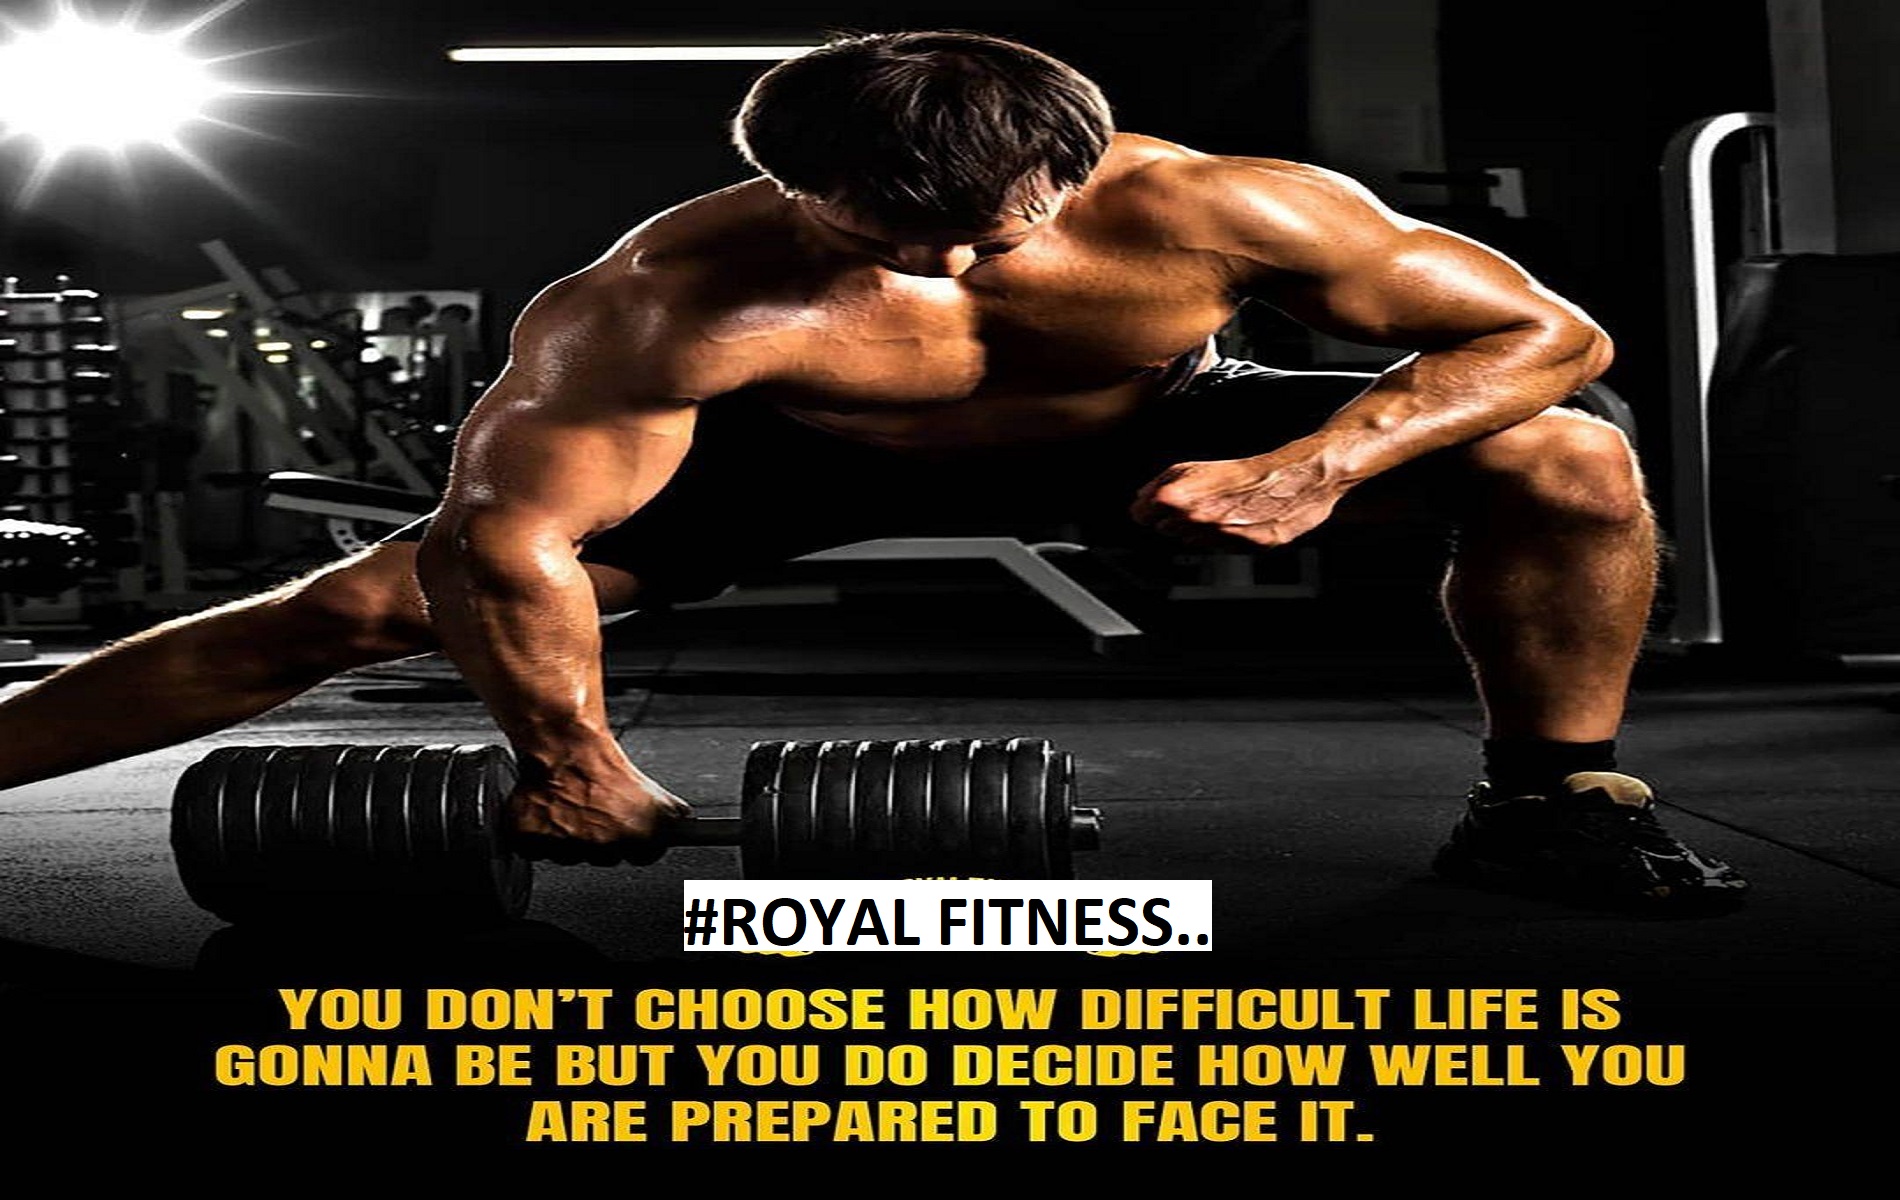 #ROYAL FITNESS..
YOU DON'T CHOOSE HOW DIFFICULT LIFE IS
GONNA BE BUT YOU DO DECIDE HOW WELL YOU
ARE PREPARED TO FACE IT.